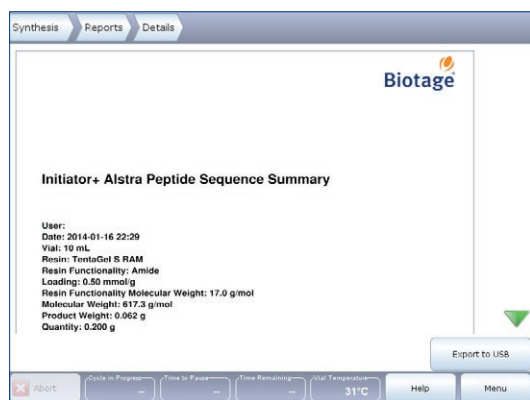 Synthesis Reports Details
Biotage
Initiator+ Alstra Peptide Sequence Summary
User:
Date: 2014-01-16 22:29
Vial: 10 mL
Resin: TentaGel S RAM
Resin Functionality: Amide
Loading: 0.50 mmol/g
Resin Functionality Molecular Weight: 17.0 g/mol
Molecular Weight: 617.3 g/mol
Product Weight: 0.062 g
Quantity: 0.200 g
Export to USB
Abort
Cycle in Progress
--
Time to Pause
--
Time Remaining
--
Vial Temperature
31°C
Help
Menu